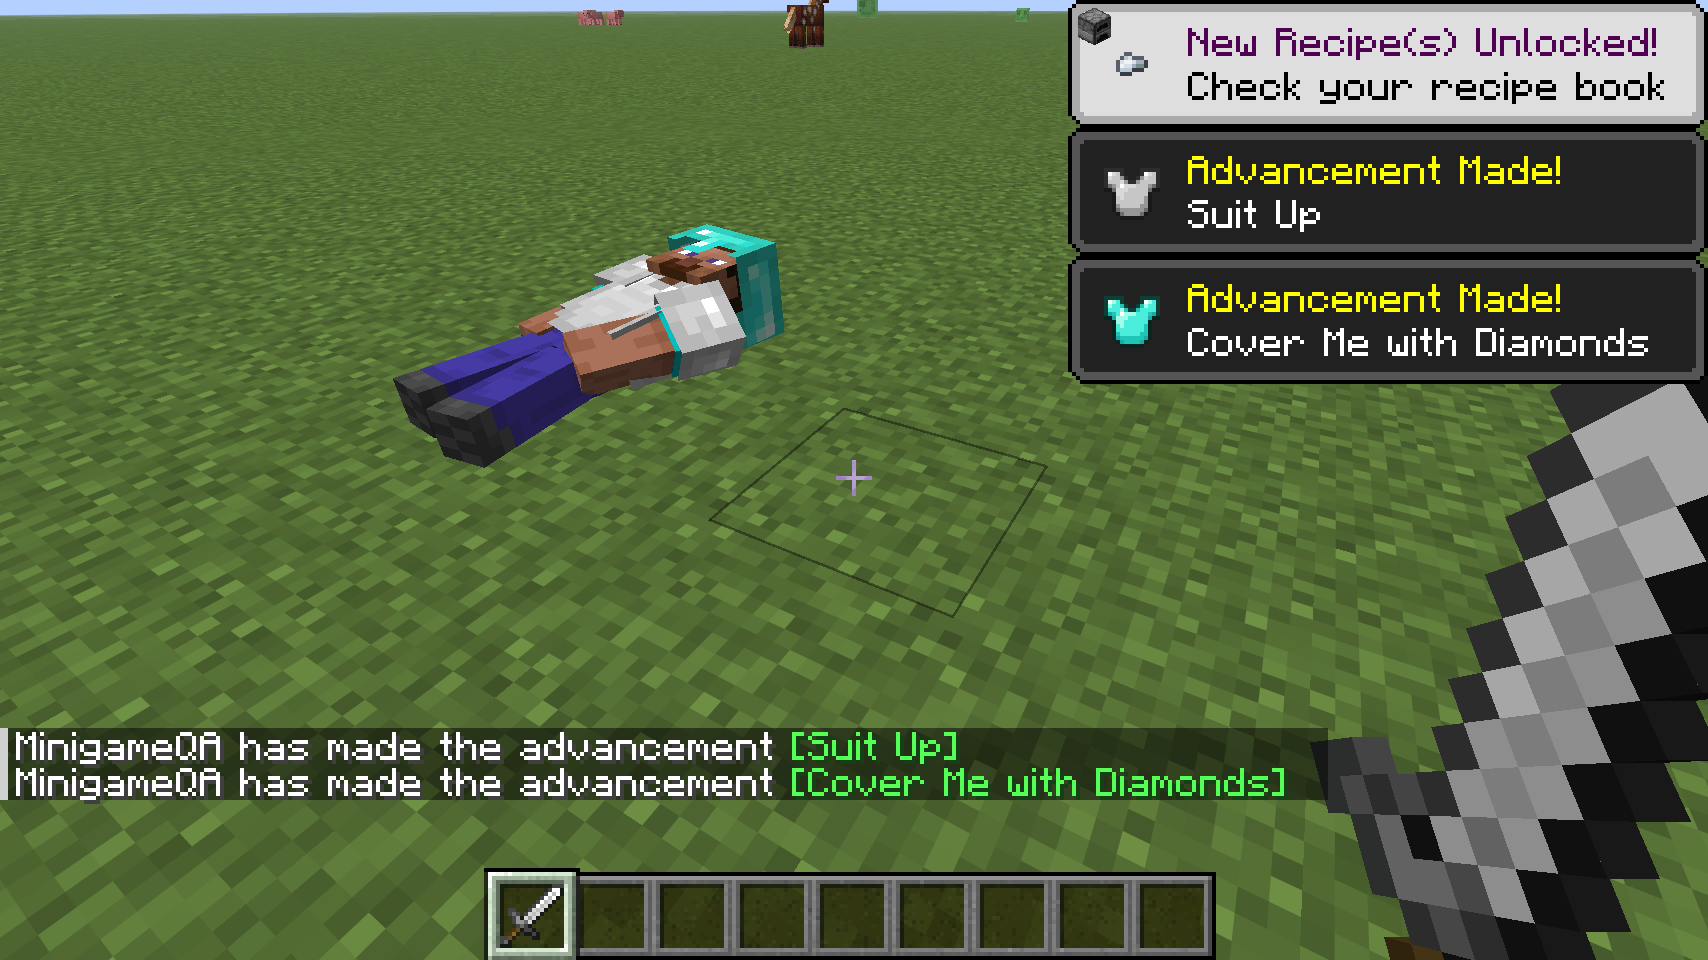 New Recipe(s) Unlocked!
Check your recipe book
Advancement Made!
Suit Up
Advancement Made!
Cover Me with Diamonds
MinigameQA has made the advancement [Suit Up]
MinigameQA has made the advancement [Cover Me with Diamonds]